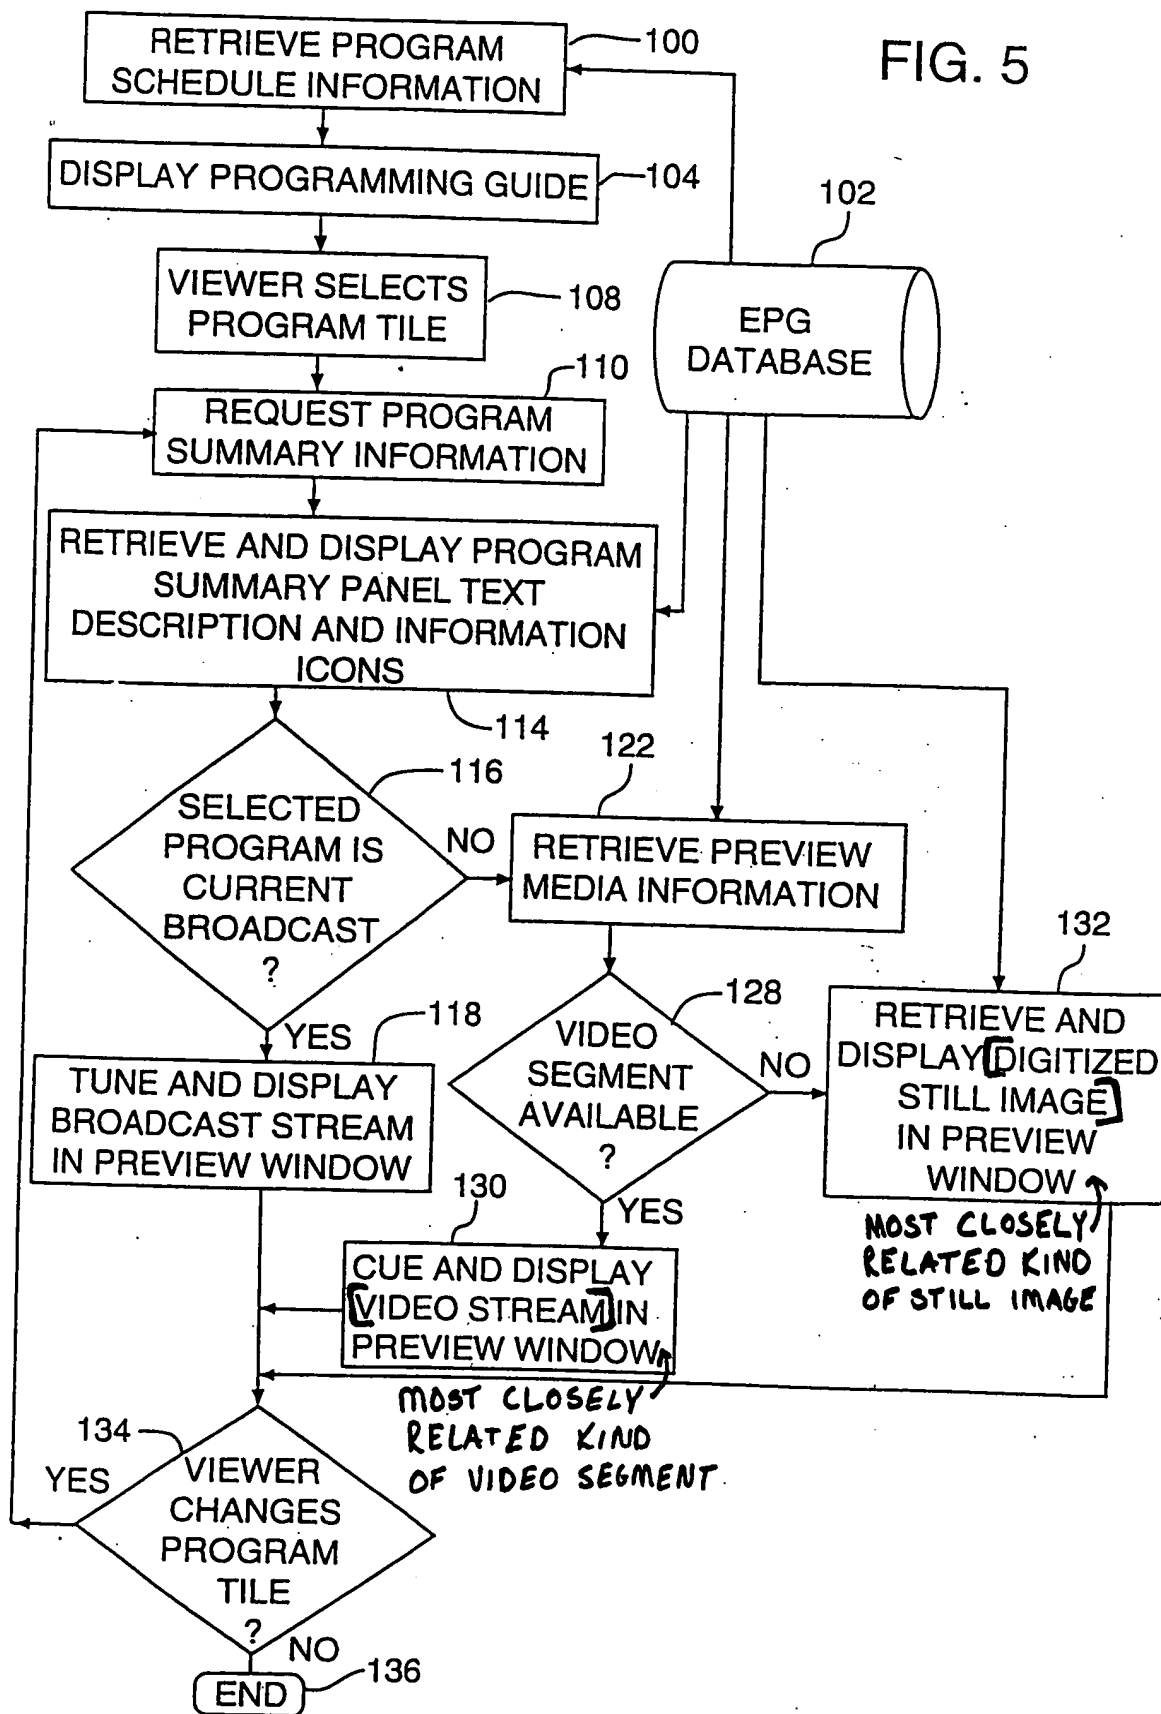 FIG. 5
RETRIEVE PROGRAM
SCHEDULE INFORMATION
100
DISPLAY PROGRAMMING GUIDE
104
102
EPG
DATABASE
VIEWER SELECTS
PROGRAM TILE
108
110
REQUEST PROGRAM
SUMMARY INFORMATION
RETRIEVE AND DISPLAY PROGRAM
SUMMARY PANEL TEXT
DESCRIPTION AND INFORMATION
ICONS
114
116
SELECTED
PROGRAM IS
CURRENT
BROADCAST
?
NO
YES
122
RETRIEVE PREVIEW
MEDIA INFORMATION
118
TUNE AND DISPLAY
BROADCAST STREAM
IN PREVIEW WINDOW
128
VIDEO
SEGMENT
AVAILABLE
?
NO
YES
132
RETRIEVE AND
DISPLAY [DIGITIZED
STILL IMAGE]
IN PREVIEW
WINDOW
MOST CLOSELY
RELATED KIND
OF STILL IMAGE
130
CUE AND DISPLAY
[VIDEO STREAM] IN
PREVIEW WINDOW
MOST CLOSELY
RELATED KIND
OF VIDEO SEGMENT
134
YES
VIEWER
CHANGES
PROGRAM
TILE
?
NO
END
136